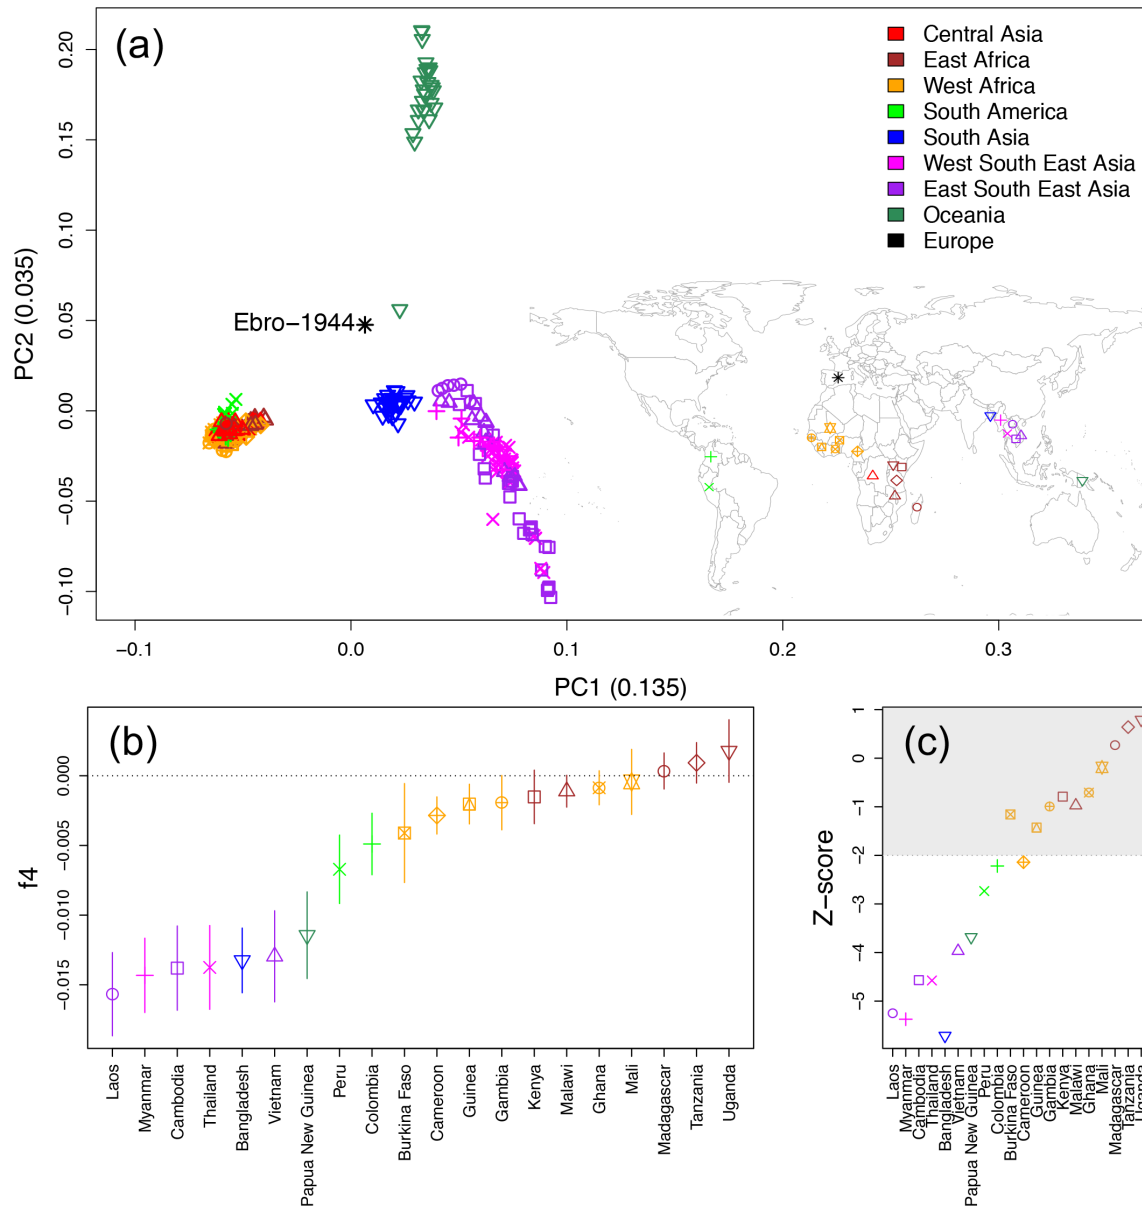 (a)
Central Asia
East Africa
West Africa
South America
South Asia
West South East Asia
East South East Asia
Oceania
Europe
Ebro−1944
PC2 (0.035)
0.20
0.15
0.10
0.05
0.00
−0.05
−0.10
−0.1
0.0
0.1
0.2
0.3
PC1 (0.135)
(b)
f4
0.000
−0.005
−0.010
−0.015
Laos
Myanmar
Cambodia
Thailand
Bangladesh
Vietnam
Papua New Guinea
Peru
Colombia
Burkina Faso
Cameroon
Guinea
Gambia
Kenya
Malawi
Ghana
Mali
Madagascar
Tanzania
Uganda
(c)
Z−score
1
0
−1
−2
−3
−4
−5
Laos
Myanmar
Cambodia
Thailand
Bangladesh
Vietnam
Papua New Guinea
Peru
Colombia
Burkina Faso
Cameroon
Guinea
Gambia
Kenya
Malawi
Ghana
Mali
Madagascar
Tanzania
Uganda